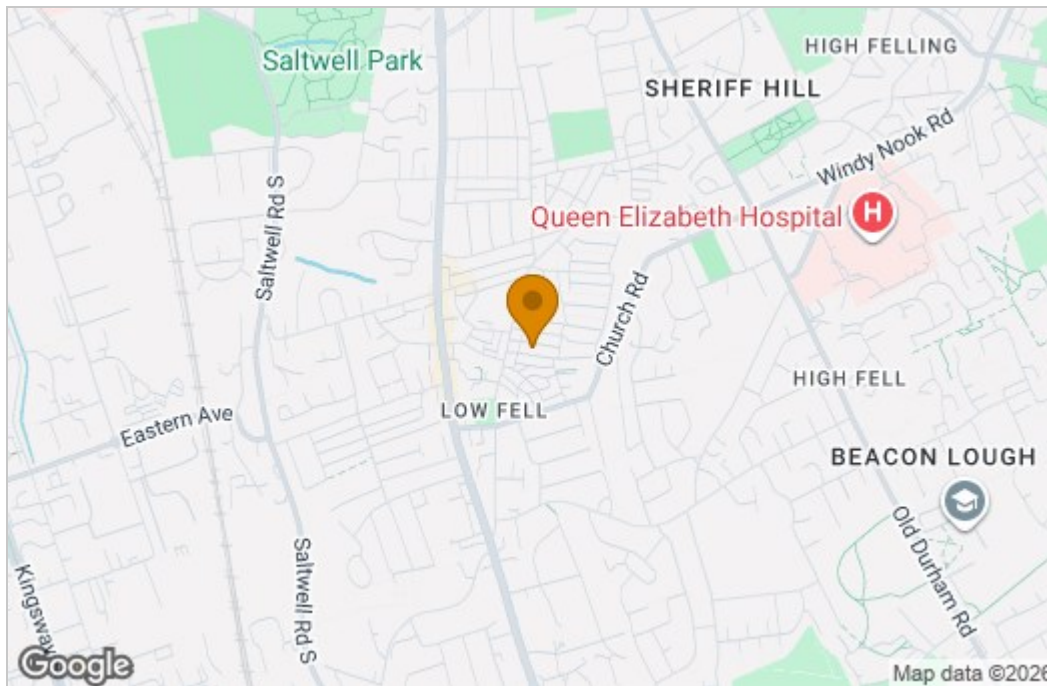 HIGH FELLING
Saltwell Park
SHERIFF HILL
Windy Nook Rd
Saltwell Rd S
Queen Elizabeth Hospital
H
Church Rd
HIGH FELL
LOW FELL
Eastern Ave
BEACON LOUGH
Old Durham Rd
Saltwell Rd S
Kingsway
Google
Map data ©2026